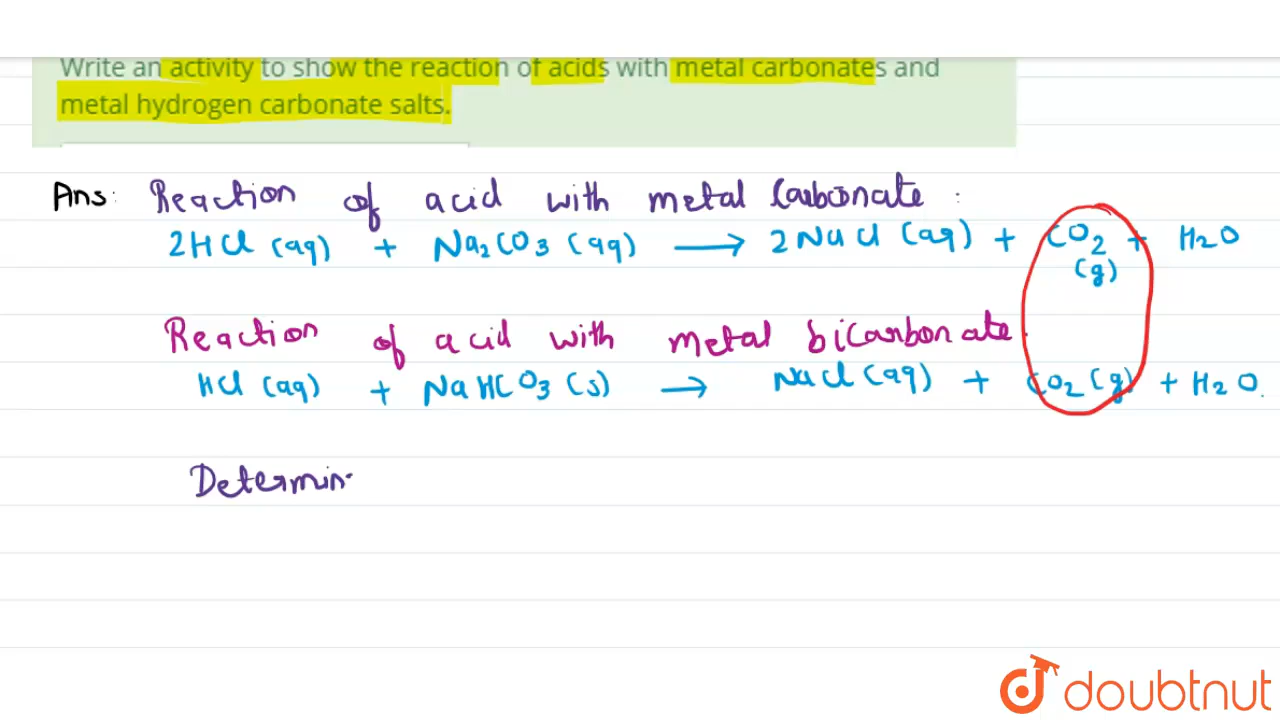 Write an activity to show the reaction of acids with metal carbonates and
metal hydrogen carbonate salts.
Ans: Reaction of acid with metal Carbonate :
2HCl (aq) + Na₂CO₃ (aq) → 2NaCl (aq) + CO₂ + H₂O
(g)
Reaction of acid with metal bicarbonate.
HCl (aq) + NaHCO₃ (s) → NaCl (aq) + CO₂ (g) + H₂O.
Determin
doubtnut